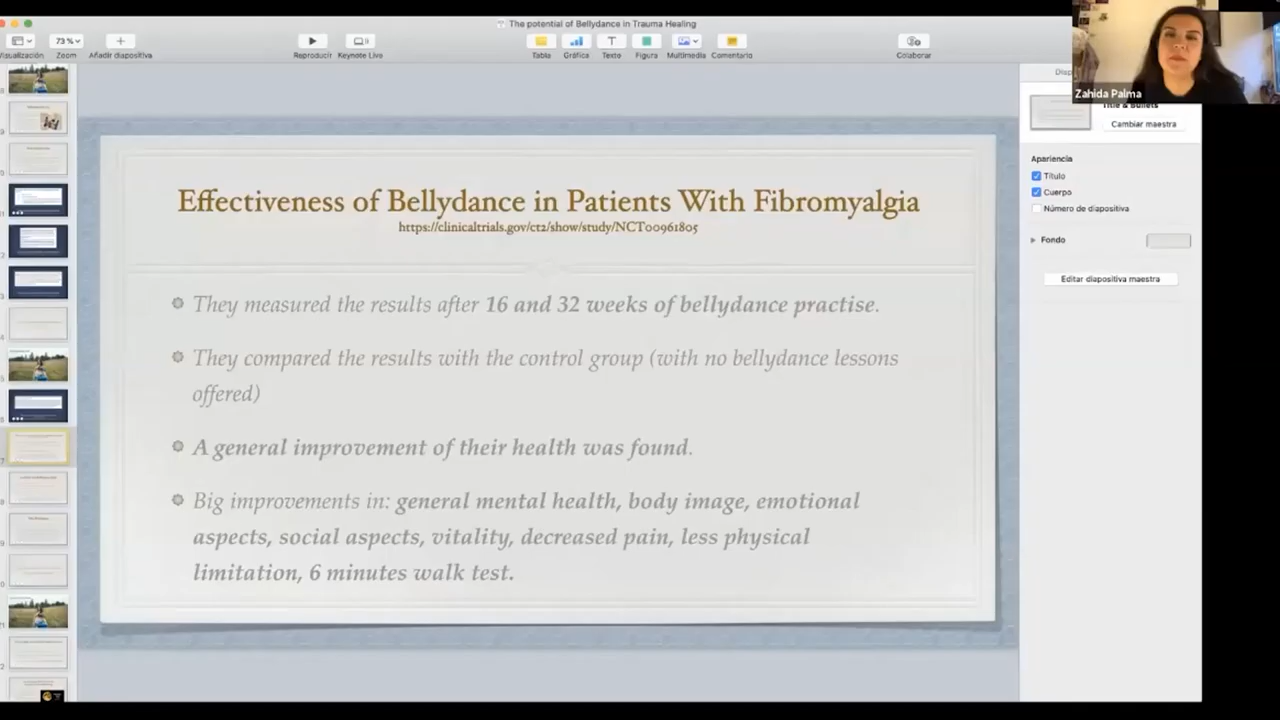 The potential of Bellydance in Trauma Healing
Visualización
73%
Zoom
Añadir diapositiva
Reproducir
Keynote Live
Tabla
Gráfica
Texto
Figura
Multimedia
Comentario
Colaborar
Zahida Palma
Title & Bullets
Cambiar maestra
Apariencia
Título
Cuerpo
Número de diapositiva
Fondo
Editar diapositiva maestra
Effectiveness of Bellydance in Patients With Fibromyalgia
https://clinicaltrials.gov/ct2/show/study/NCT00961805
They measured the results after 16 and 32 weeks of bellydance practise.
They compared the results with the control group (with no bellydance lessons
offered)
A general improvement of their health was found.
Big improvements in: general mental health, body image, emotional
aspects, social aspects, vitality, decreased pain, less physical
limitation, 6 minutes walk test.